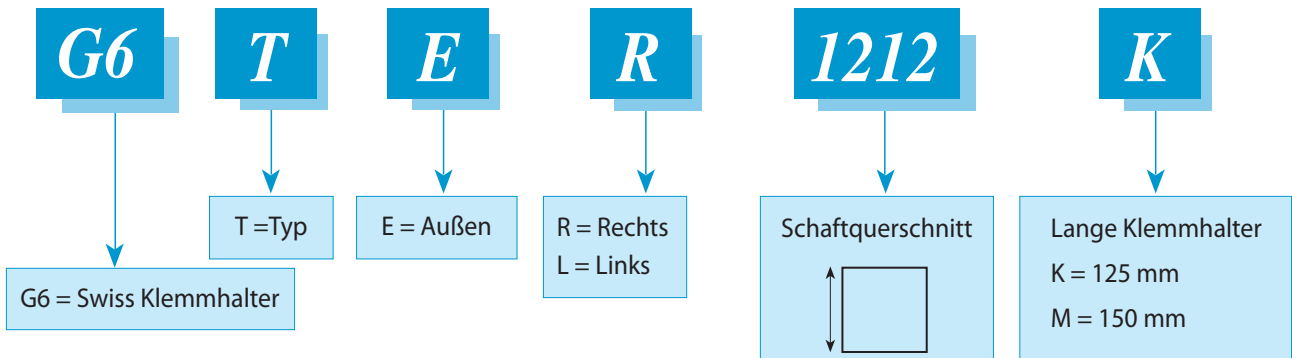 G6 T E R 1212 K
T =Typ
E = Außen
R = Rechts
L = Links
Schaftquerschnitt
Lange Klemmhalter
K = 125 mm
M = 150 mm
G6 = Swiss Klemmhalter